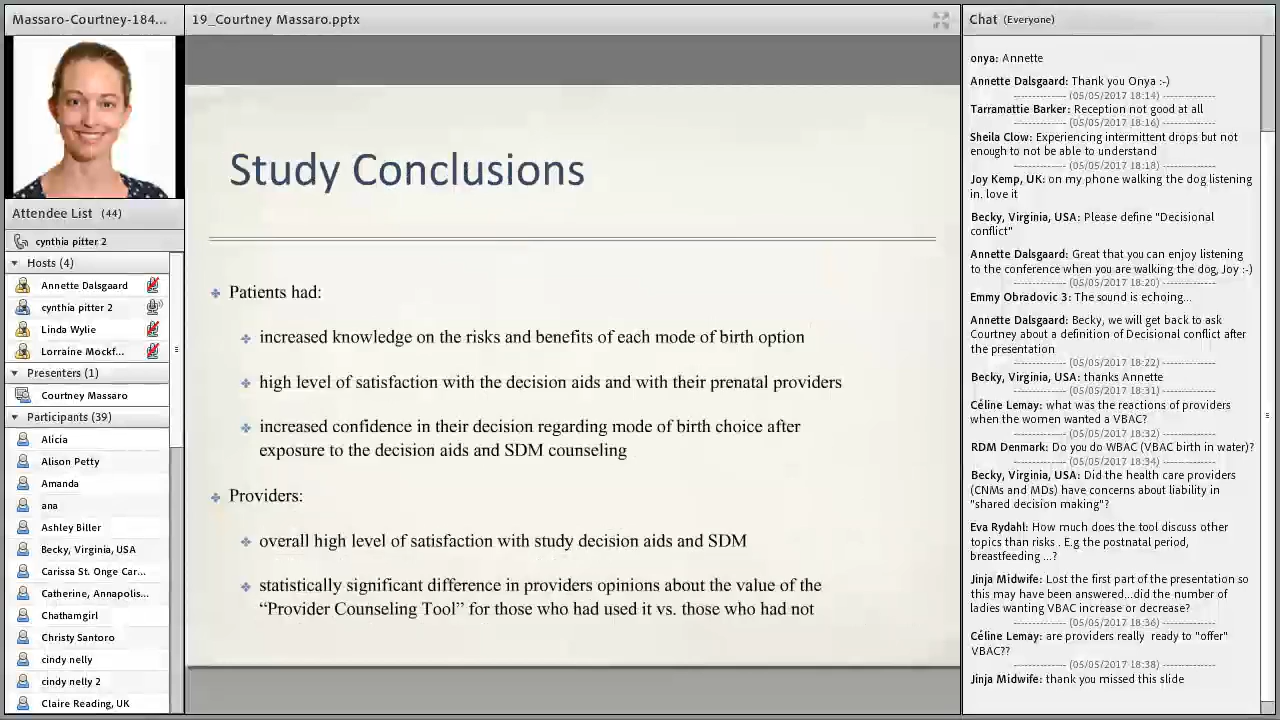 Massaro-Courtney-184...
Attendee List (44)
cynthia pitter 2
Hosts (4)
Annette Dalsgaard
cynthia pitter 2
Linda Wylie
Lorraine Mockf...
Presenters (1)
Courtney Massaro
Participants (39)
Alicia
Alison Petty
Amanda
ana
Ashley Biller
Becky, Virginia, USA
Carissa St. Onge Car...
Catherine, Annapolis...
Chathamgirl
Christy Santoro
cindy nelly
cindy nelly 2
Claire Reading, UK
19_Courtney Massaro.pptx
Study Conclusions
Patients had:
increased knowledge on the risks and benefits of each mode of birth option
high level of satisfaction with the decision aids and with their prenatal providers
increased confidence in their decision regarding mode of birth choice after
exposure to the decision aids and SDM counseling
Providers:
overall high level of satisfaction with study decision aids and SDM
statistically significant difference in providers opinions about the value of the
“Provider Counseling Tool” for those who had used it vs. those who had not
Chat (Everyone)
onya: Annette
Annette Dalsgaard: Thank you Onya :-)
-------------- (05/05/2017 18:14) --------------
Tarramattie Barker: Reception not good at all
-------------- (05/05/2017 18:16) --------------
Sheila Clow: Experiencing intermittent drops but not
enough to not be able to understand
-------------- (05/05/2017 18:18) --------------
Joy Kemp, UK: on my phone walking the dog listening
in. love it
Becky, Virginia, USA: Please define "Decisional
conflict"
Annette Dalsgaard: Great that you can enjoy listening
to the conference when you are walking the dog, Joy :-)
-------------- (05/05/2017 18:20) --------------
Emmy Obradovic 3: The sound is echoing...
Annette Dalsgaard: Becky, we will get back to ask
Courtney about a definition of Decisional conflict after
the presentation
-------------- (05/05/2017 18:22) --------------
Becky, Virginia, USA: thanks Annette
-------------- (05/05/2017 18:31) --------------
Céline Lemay: what was the reactions of providers
when the women wanted a VBAC?
-------------- (05/05/2017 18:32) --------------
RDM Denmark: Do you do WBAC (VBAC birth in water)?
-------------- (05/05/2017 18:34) --------------
Becky, Virginia, USA: Did the health care providers
(CNMs and MDs) have concerns about liability in
"shared decision making"?
Eva Rydahl: How much does the tool discuss other
topics than risks . E.g the postnatal period,
breastfeeding ...?
Jinja Midwife: Lost the first part of the presentation so
this may have been answered...did the number of
ladies wanting VBAC increase or decrease?
-------------- (05/05/2017 18:36) --------------
Céline Lemay: are providers really ready to "offer"
VBAC??
-------------- (05/05/2017 18:38) --------------
Jinja Midwife: thank you missed this slide